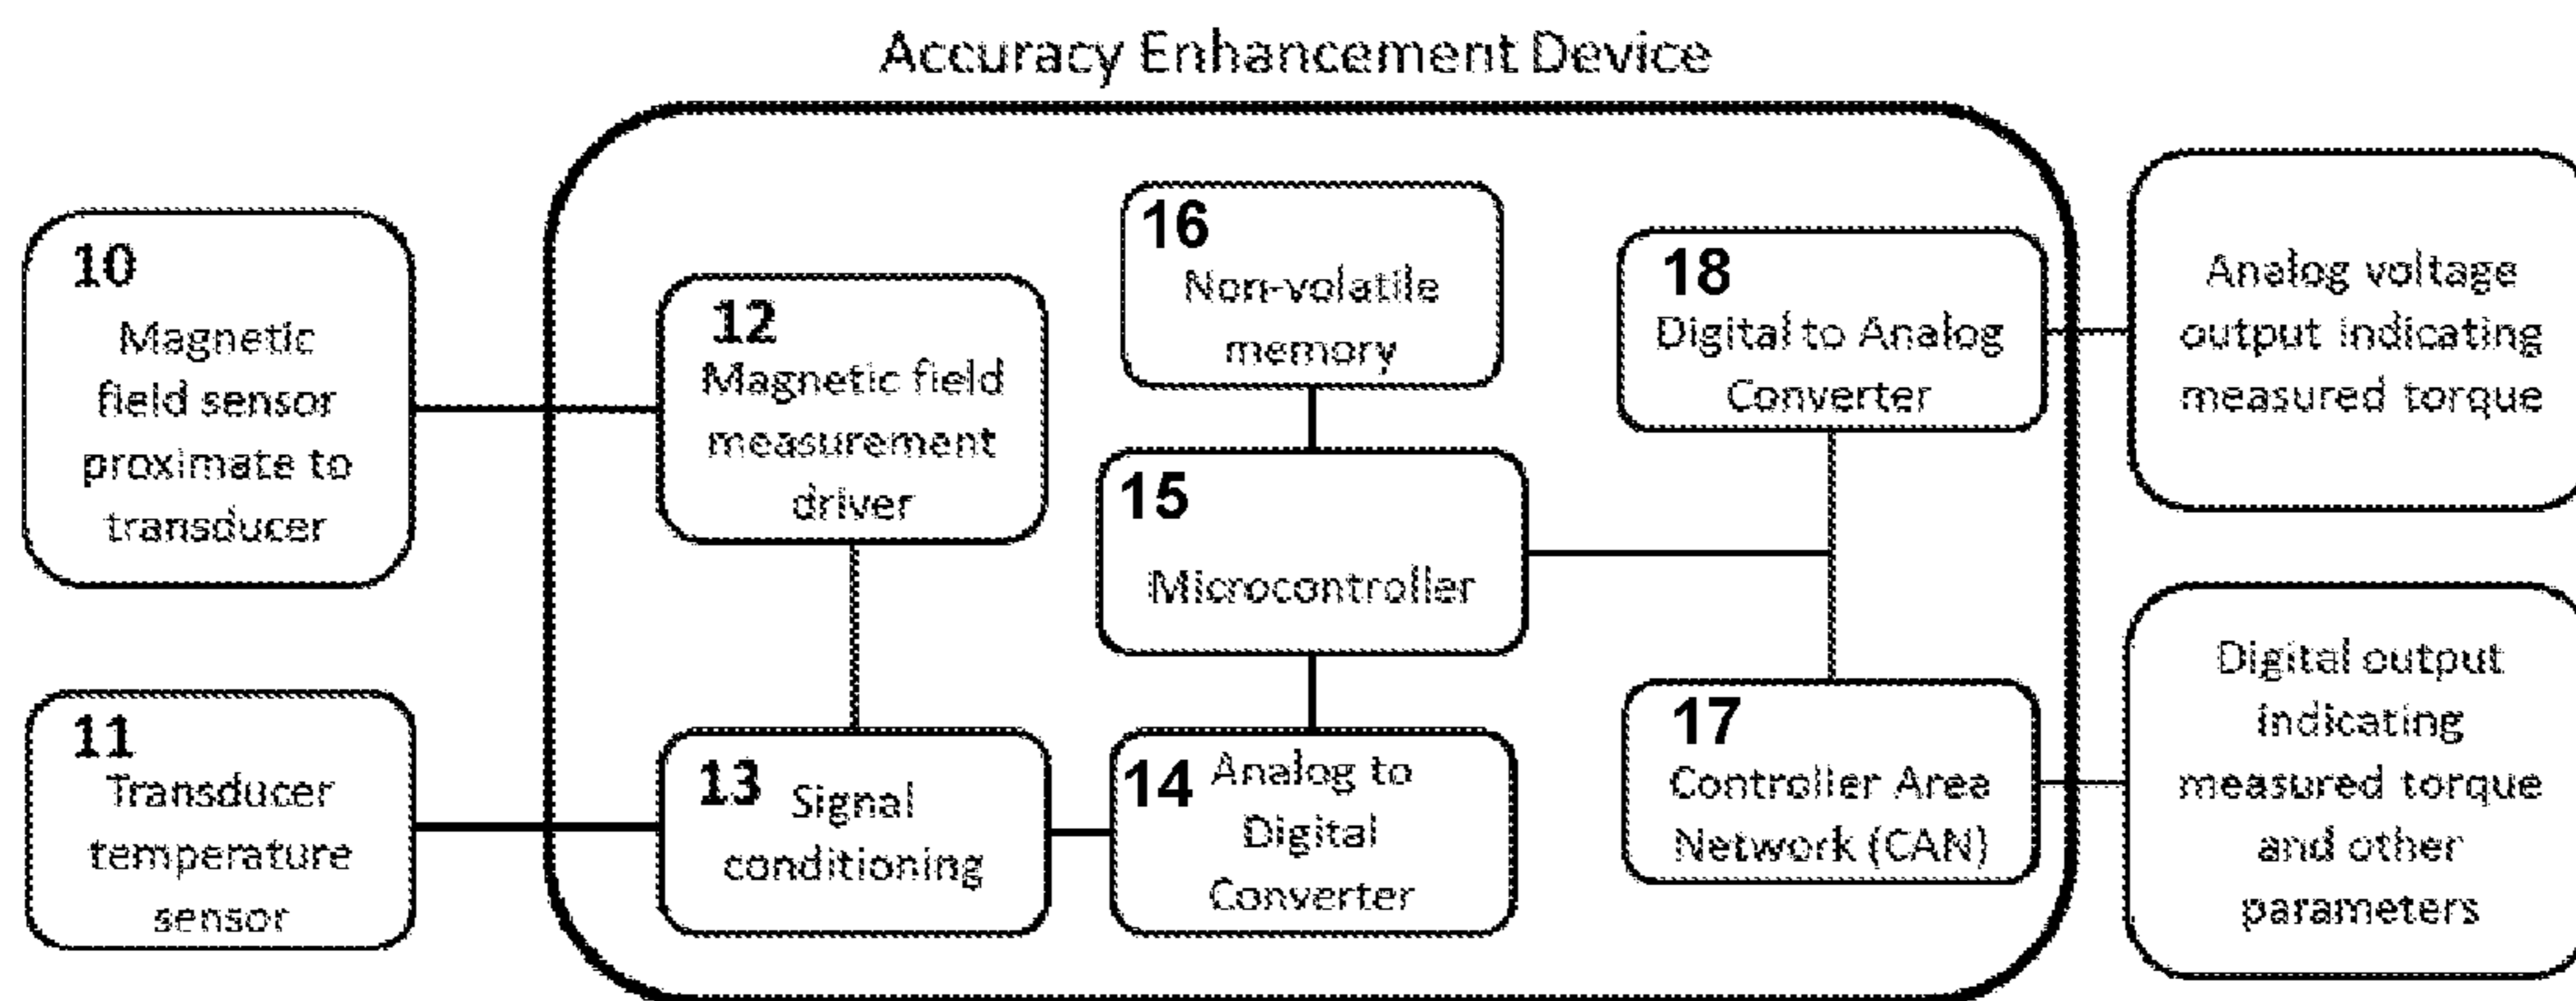 Accuracy Enhancement Device
10
Magnetic
field sensor
proximate to
transducer
11
Transducer
temperature
sensor
12
Magnetic field
measurement
driver
13 Signal
conditioning
16
Non-volatile
memory
15
Microcontroller
14 Analog to
Digital
Converter
18
Digital to Analog
Converter
17
Controller Area
Network (CAN)
Analog voltage
output indicating
measured torque
Digital output
indicating
measured torque
and other
parameters